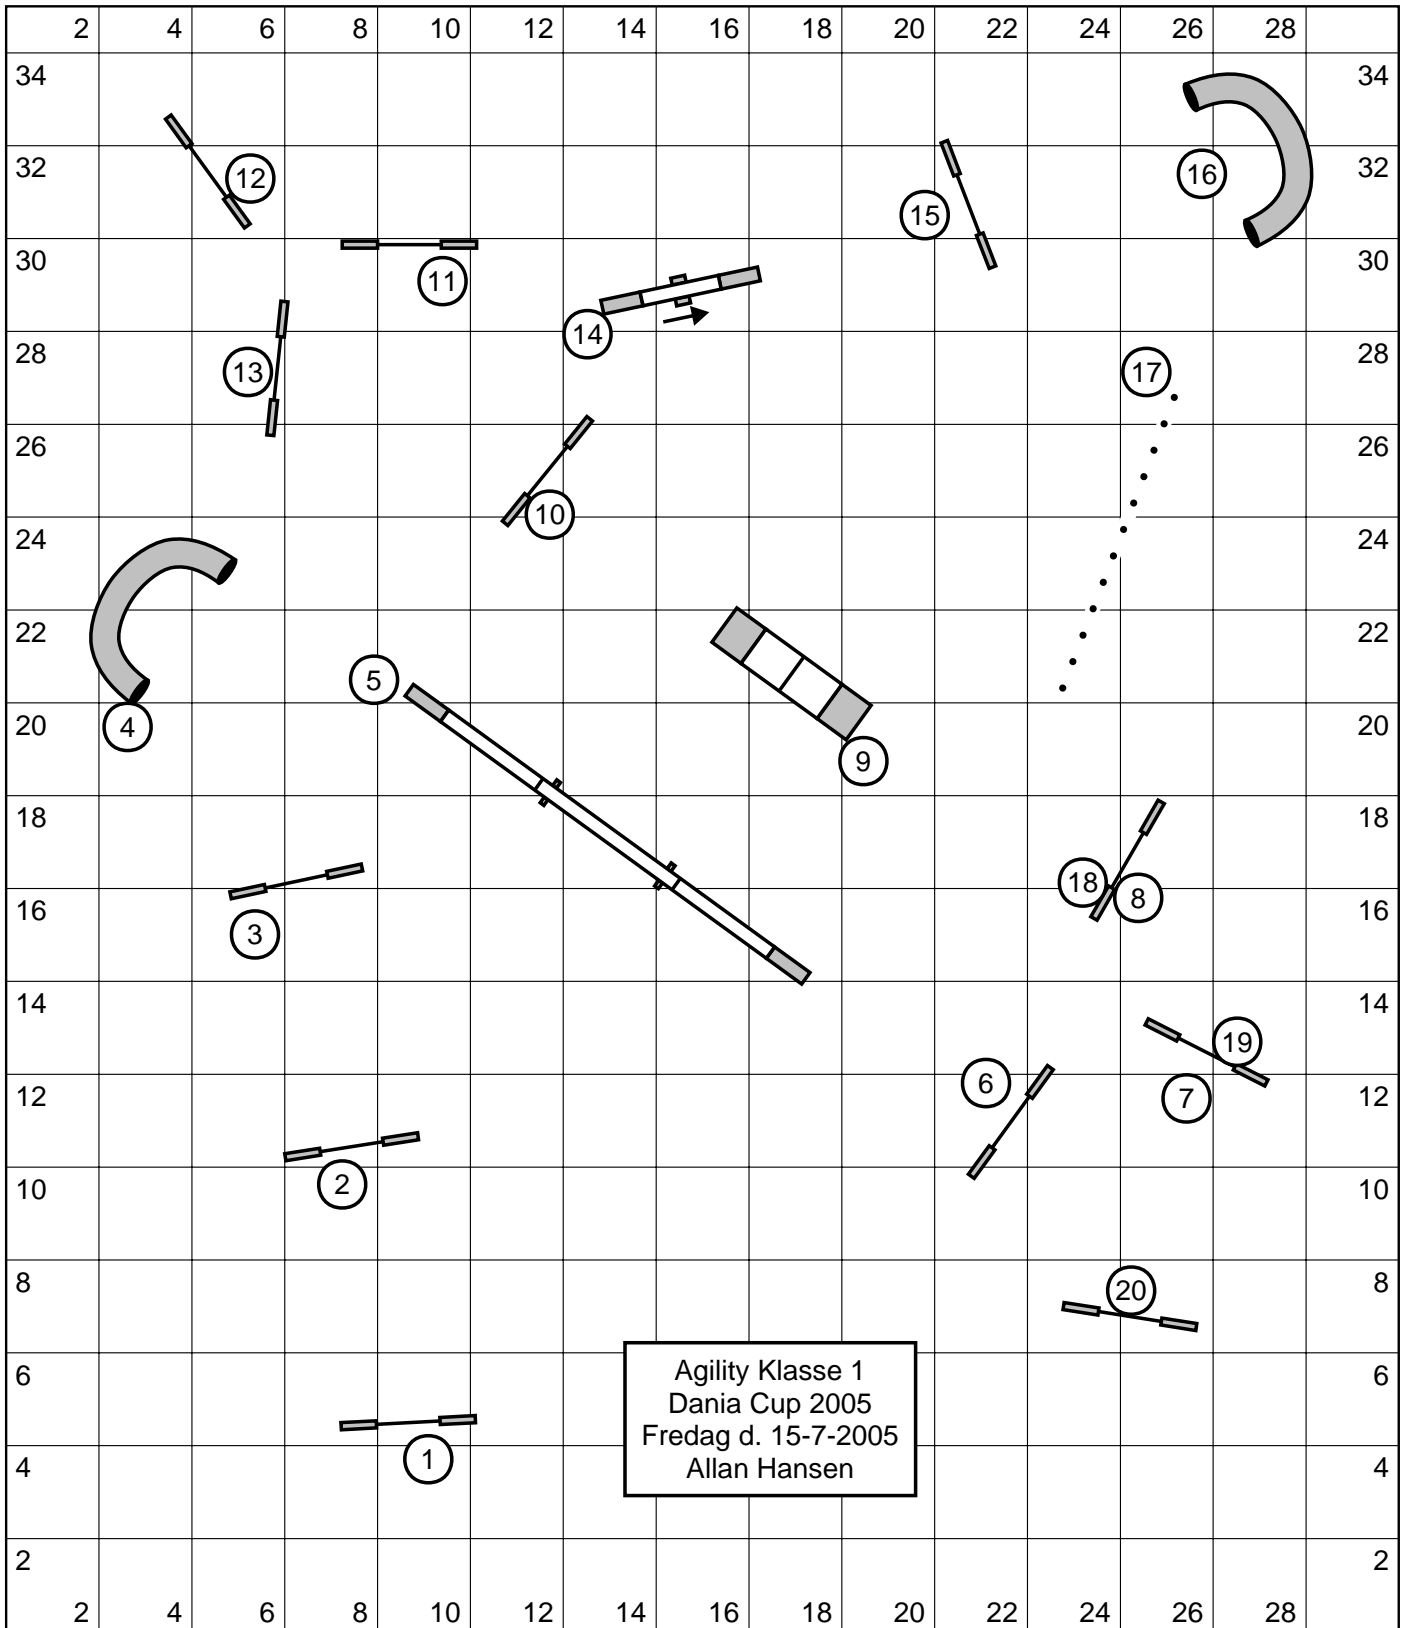 2 4 6 8 10 12 14 16 18 20 22 24 26 28
34 34
32 12 16 32
15
30 11 30
14
28 13 17 28
26 26
10
24 24
22 22
5
20 4 20
9
18 18
18 8
16 3 16
14 19 14
6
12 7 12
10 2 10
8 20 8
Agility Klasse 1
6 6
Dania Cup 2005
Fredag d. 15-7-2005
1
4 Allan Hansen 4
2 2
2 4 6 8 10 12 14 16 18 20 22 24 26 28